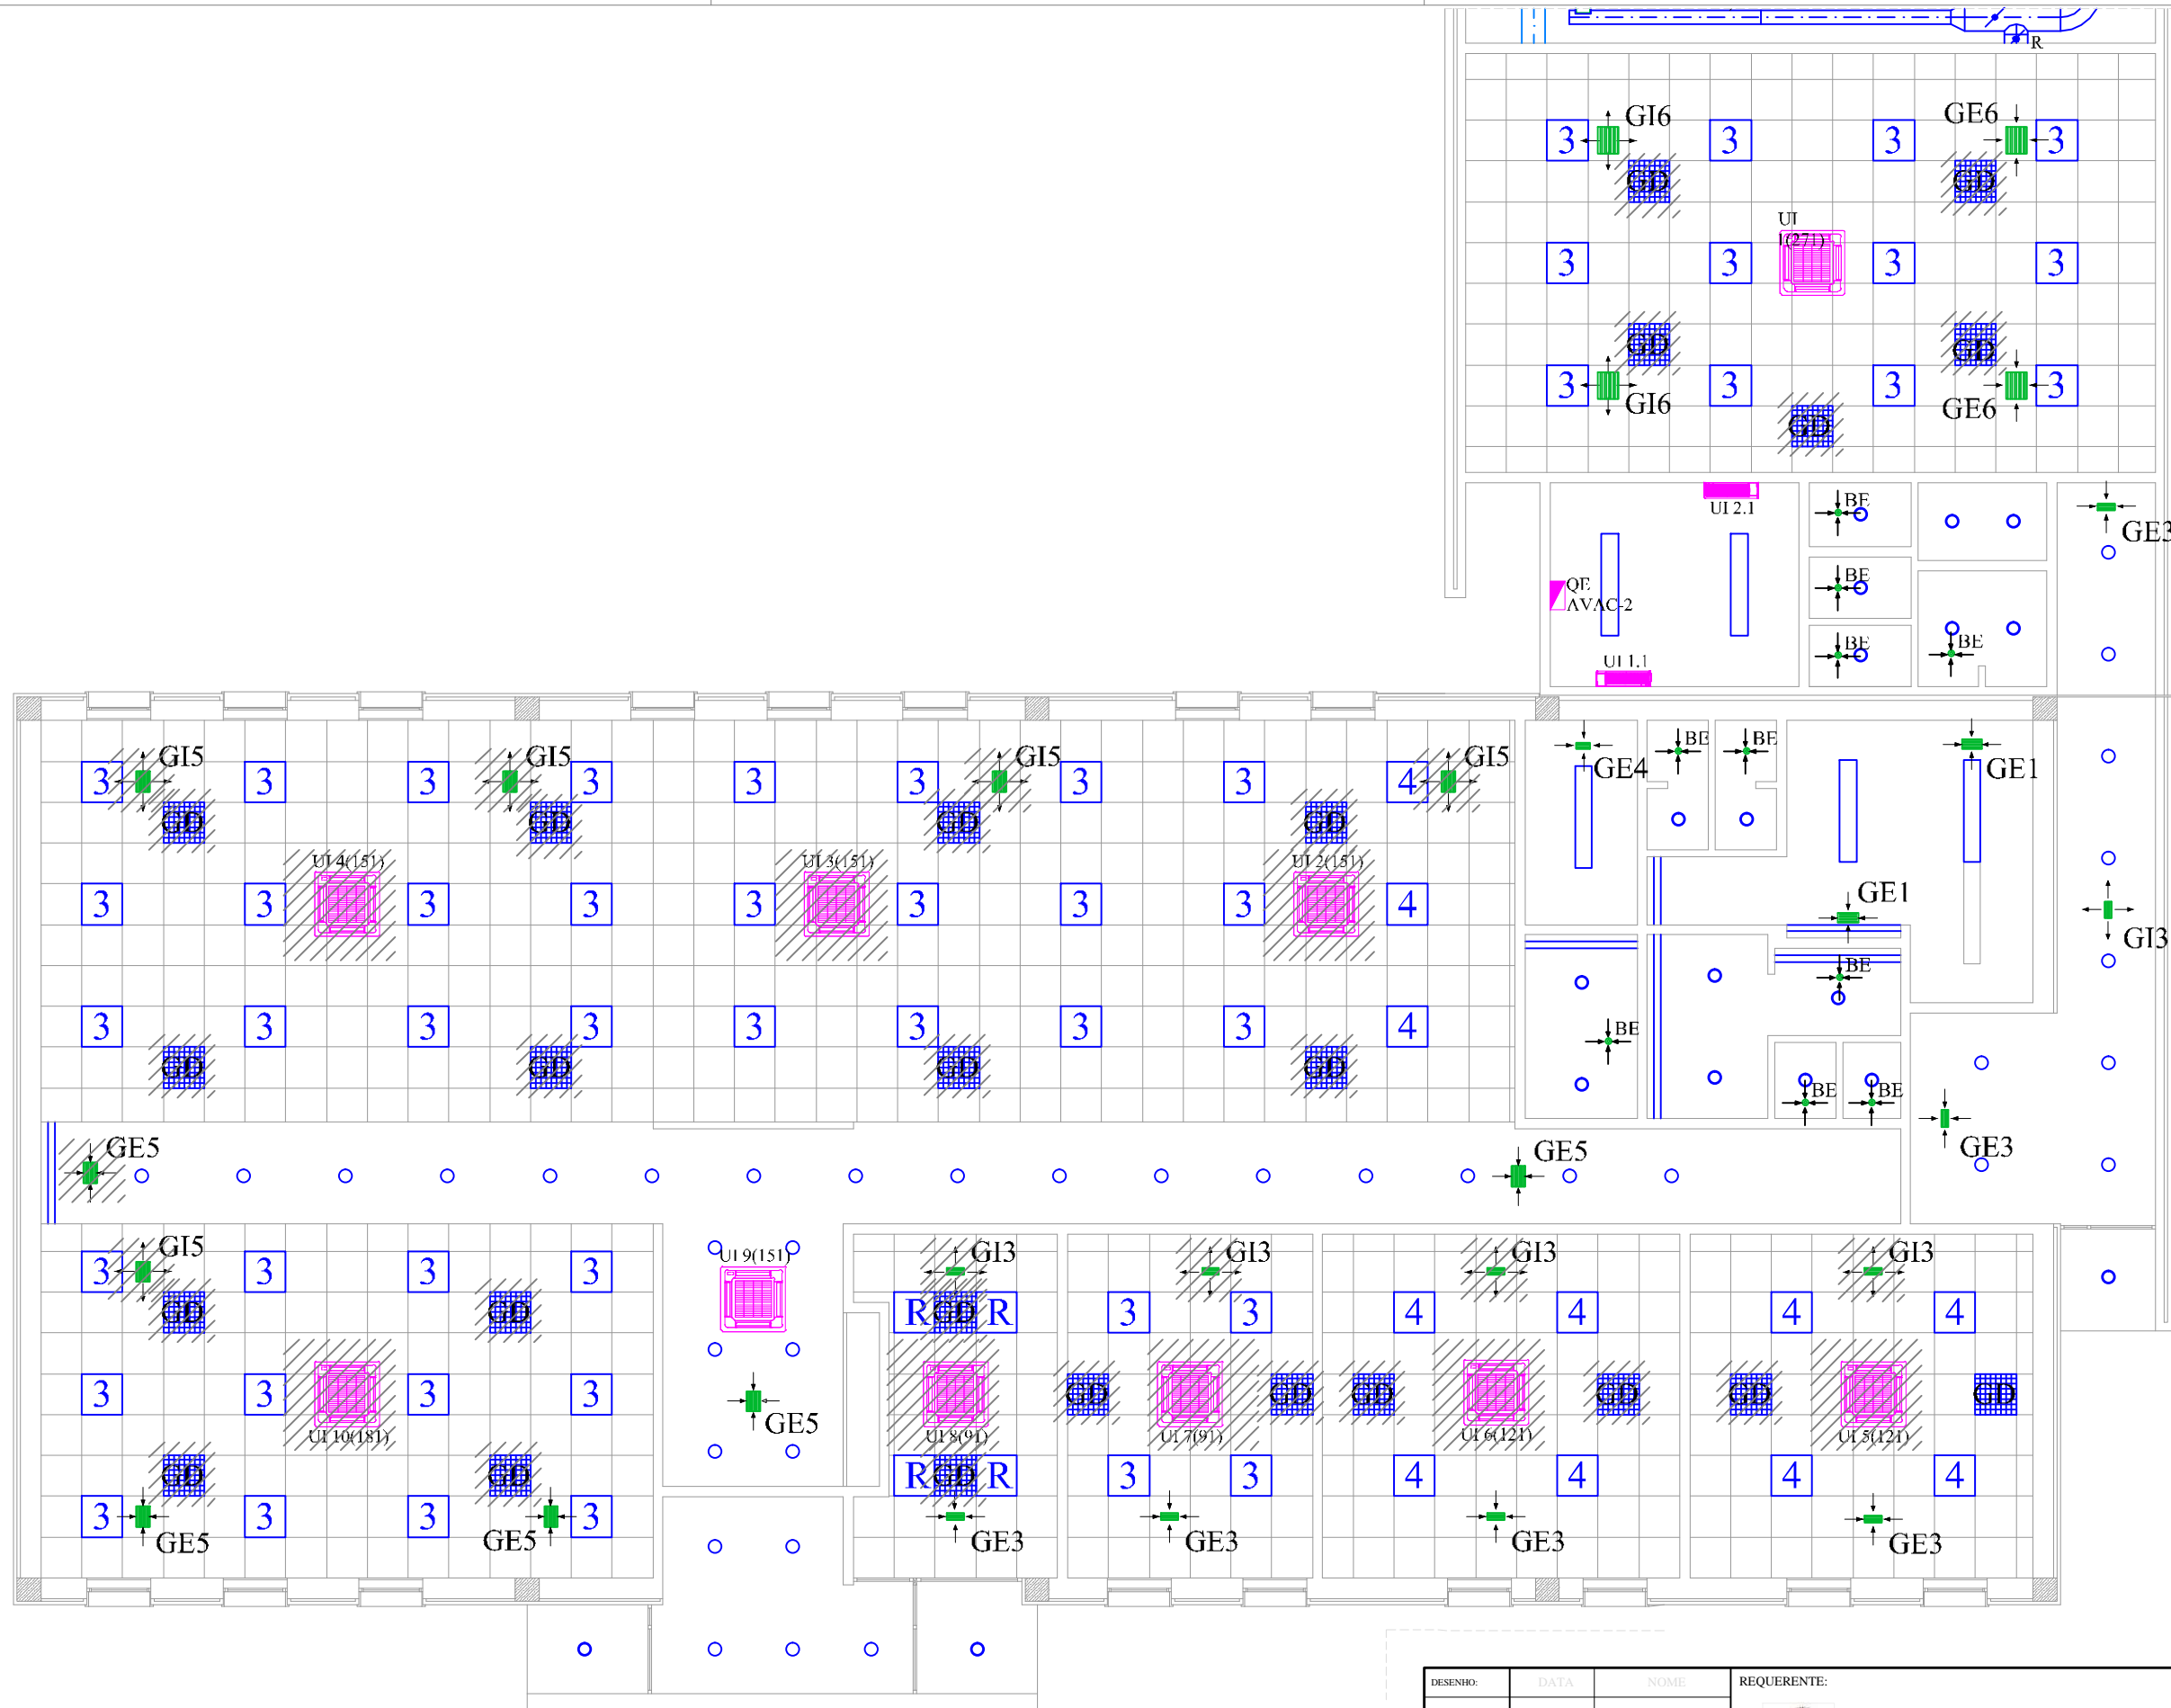 R
GI6 GE6
3 3 3 3
GD GD
UI
1(271)
3 3 3 3
GD GD
3 3 3 3
GI6 GE6
GD
UI 2.1
BE
GE3
QE
AVAC-2
BE
BE
BE
UI 1.1
GI5 GI5 GI5 GI5
3 3 3 3 3 3 3 3 4
GD GD GD GD
UI 4(151) UI 3(151) UI 2(151)
3 3 3 3 3 3 3 3 4
3 3 3 3 3 3 3 3 4
GD GD GD GD
BE BE
GE4 GE1
GE1
GI3
BE
BE
BE BE
GE3
GE5 GE5
GI5
3 3 3 3
GD GD
3 3 3 3
UI 10(181)
GD GD
3 3 3 3
GE5 GE5
UI 9(151)
GE5
GI3 GI3 GI3 GI3
R GD R 3 3 4 4 4 4
GD GD GD GD GD GD
UI 8(91) UI 7(91) UI 6(121) UI 5(121)
R GD R 3 3 4 4 4 4
GE3 GE3 GE3 GE3
DESENHO: DATA NOME REQUERENTE: